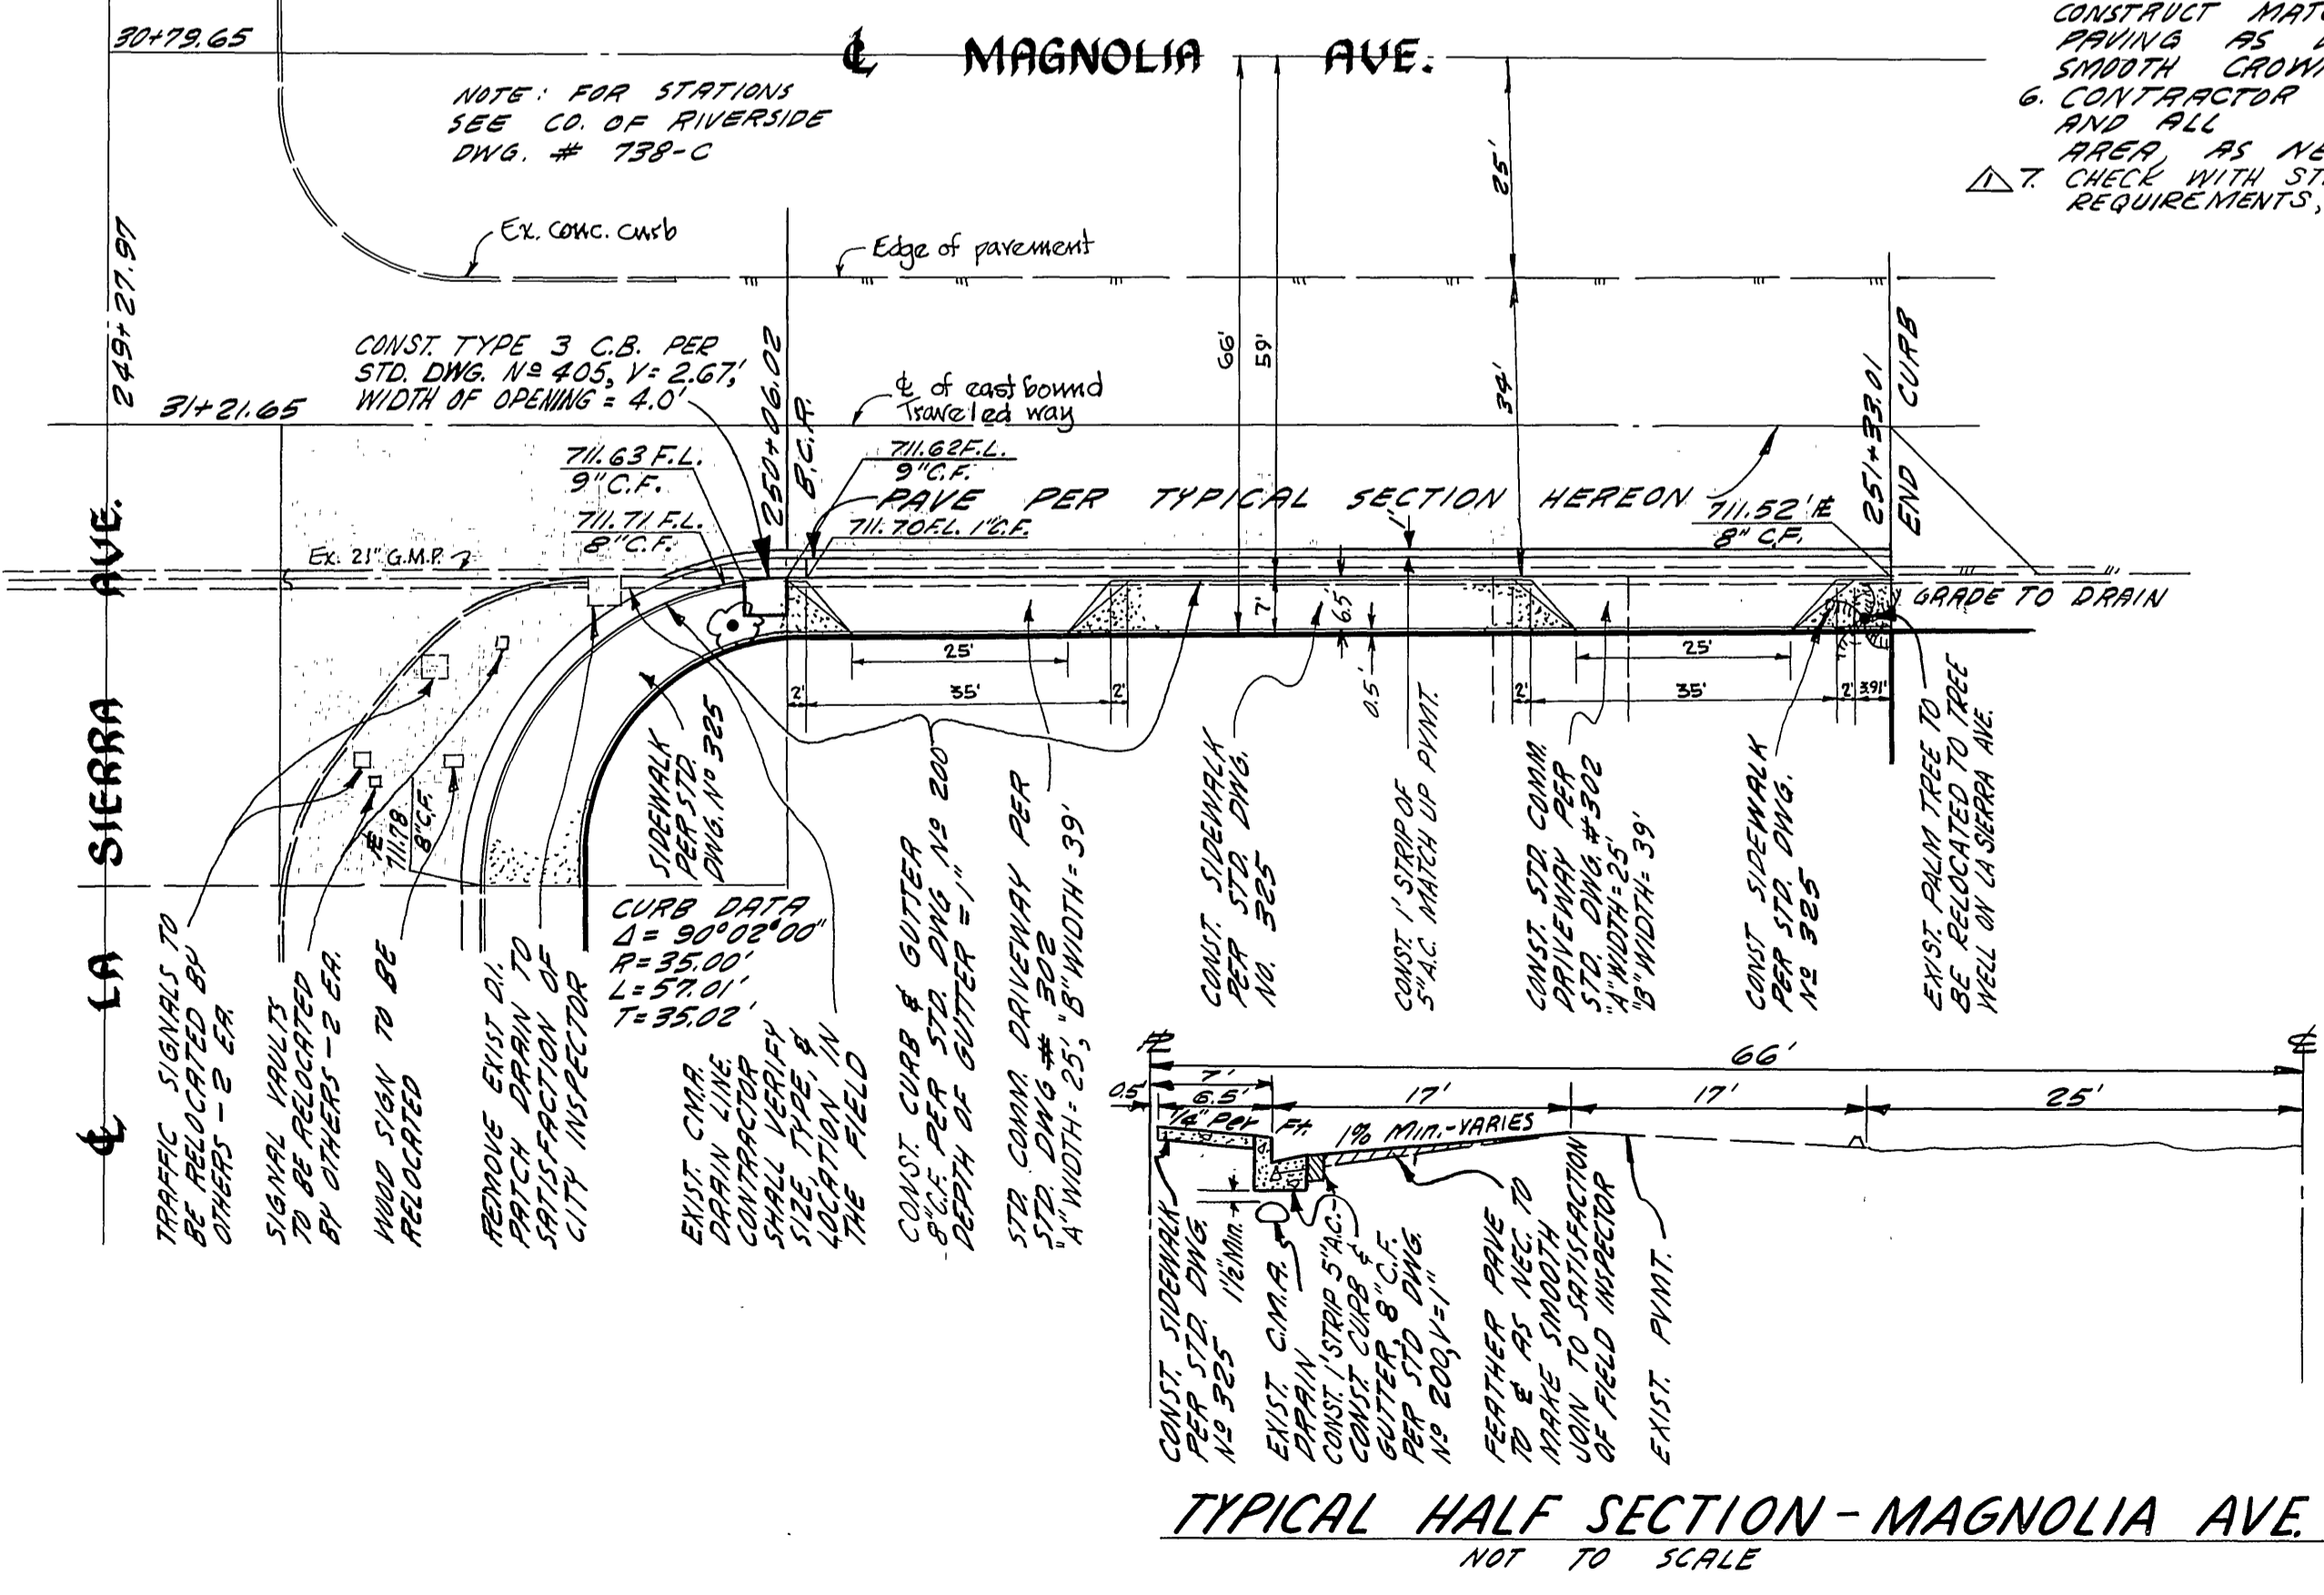 30+79.65
℄ MAGNOLIA AVE.
NOTE: FOR STATIONS
SEE CO. OF RIVERSIDE
DWG. # 738-C
CONSTRUCT
PAVING AS
SMOOTH
6. CONTRACTOR
AND ALL
AREA, AS
1 7. CHECK WITH
REQUIREMENTS,
Ex. conc. curb
Edge of pavement
25'
249+27.97
CONST. TYPE 3 C.B. PER
STD. DWG. Nº 405, V= 2.67,'
WIDTH OF OPENING = 4.0'
31+21.65
250+06.02
B.C.R.
℄ of east bound
Traveled way
66'
59'
34'
251+33.01
END CURB
711.63 F.L.
9"C.F.
711.71 F.L.
8"C.F.
711.62F.L.
9"C.F.
PAVE PER TYPICAL SECTION HEREON
711.70F.L. 1"C.F.
1'
711.52' ℄
8" C.F.
Ex. 21" G.M.P.
GRADE TO DRAIN
7'
6.5'
0.5'
25'
25'
2'
35'
2'
2'
35'
2'
3.91'
℄ LA SIERRA AVE.
℄
711.78
8"C.F.
SIDEWALK
PER STD.
DWG. Nº 325
CURB DATA
Δ= 90°02'00"
R=35.00'
L=57.01'
T=35.02'
TRAFFIC SIGNALS TO
BE RELOCATED BY
OTHERS-2 EA.
SIGNAL VAULTS
TO BE RELOCATED
BY OTHERS-2 EA.
WOOD SIGN TO BE
RELOCATED
REMOVE EXIST D.I.
PATCH DRAIN TO
SATISFACTION OF
CITY INSPECTOR
EXIST. C.M.A.
DRAIN LINE.
CONTRACTOR
SHALL VERIFY
SIZE, TYPE, &
LOCATION IN
THE FIELD
CONST. CURB & GUTTER
8"C.F. PER STD. DWG Nº 200
DEPTH OF GUTTER = 1"
STD. COMM. DRIVEWAY PER
STD. DWG # 302
"A" WIDTH= 25', "B" WIDTH= 39'
CONST. SIDEWALK
PER STD. DWG.
NO. 325
CONST. 1' STRIP OF
5" A.C. MATCH UP PVMT.
CONST. STD. COMM.
DRIVEWAY PER
STD. DWG. #302
"A" WIDTH= 25'
"B" WIDTH= 39'
CONST SIDEWALK
PER STD. DWG.
Nº 325
EXIST. PALM TREE TO
BE RELOCATED TO TREE
WELL ON LA SIERRA AVE.
℄
66'
7'
0.5'
6.5'
17'
17'
25'
1/4" Per Ft.
1% Min.-VARIES
1½"Min.
CONST. SIDEWALK
PER STD. DWG.
Nº 325
EXIST. C.M.A.
DRAIN
CONST. 1' STRIP 5"A.C.
CONST CURB &
GUTTER, 8" C.F.
PER STD DWG.
Nº 200, V=1"
FEATHER PAVE
TO ℄ AS NEC. TO
MAKE SMOOTH
JOIN TO SATISFACTION
OF FIELD INSPECTOR
EXIST. PVMT.
TYPICAL HALF SECTION - MAGNOLIA AVE.
NOT TO SCALE